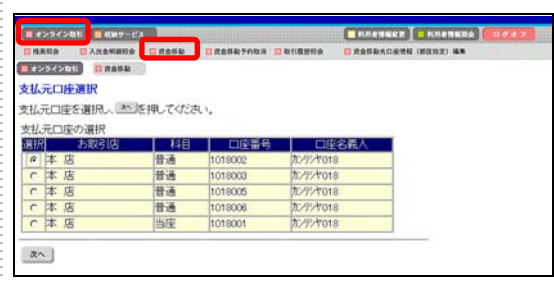 オンライン取引 収納サービス 利用者情報変更 利用者情報照会 ログオフ
残高照会 入出金明細照会 資金移動 資金移動予約取消 取引履歴照会 資金移動先口座情報(都度指定)編集
オンライン取引 資金移動
支払元口座選択
支払元口座を選択し、次へを押してください。
支払元口座の選択
選択 お取引店 科目 口座番号 口座名義人
本 店 普通 1018002 カンリシヤ018
本 店 普通 1018003 カンリシヤ018
本 店 普通 1018005 カンリシヤ018
本 店 普通 1018006 カンリシヤ018
本 店 当座 1018001 カンリシヤ018
次へ